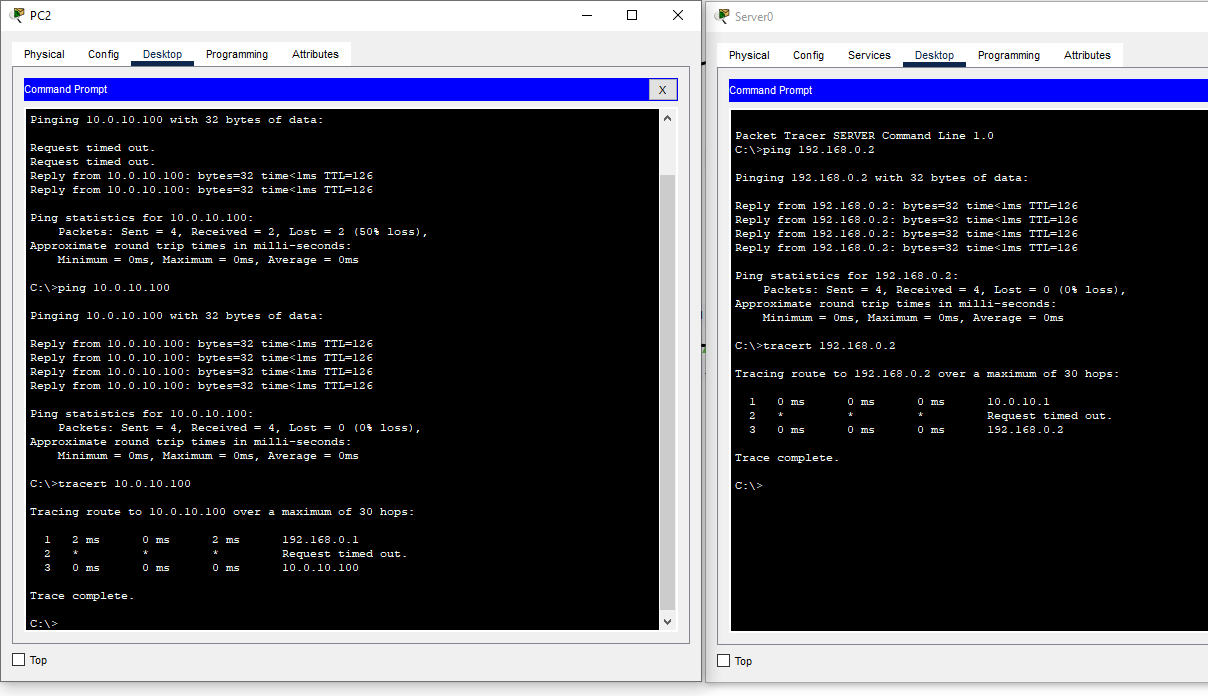 PC2
Physical Config Desktop Programming Attributes
Command Prompt X
Pinging 10.0.10.100 with 32 bytes of data:
Request timed out.
Request timed out.
Reply from 10.0.10.100: bytes=32 time<1ms TTL=126
Reply from 10.0.10.100: bytes=32 time<1ms TTL=126
Ping statistics for 10.0.10.100:
Packets: Sent = 4, Received = 2, Lost = 2 (50% loss),
Approximate round trip times in milli-seconds:
Minimum = 0ms, Maximum = 0ms, Average = 0ms
C:\>ping 10.0.10.100
Pinging 10.0.10.100 with 32 bytes of data:
Reply from 10.0.10.100: bytes=32 time<1ms TTL=126
Reply from 10.0.10.100: bytes=32 time<1ms TTL=126
Reply from 10.0.10.100: bytes=32 time<1ms TTL=126
Reply from 10.0.10.100: bytes=32 time<1ms TTL=126
Ping statistics for 10.0.10.100:
Packets: Sent = 4, Received = 4, Lost = 0 (0% loss),
Approximate round trip times in milli-seconds:
Minimum = 0ms, Maximum = 0ms, Average = 0ms
C:\>tracert 10.0.10.100
Tracing route to 10.0.10.100 over a maximum of 30 hops:
1 2 ms 0 ms 2 ms 192.168.0.1
2 * * * Request timed out.
3 0 ms 0 ms 0 ms 10.0.10.100
Trace complete.
C:\>
Top
Server0
Physical Config Services Desktop Programming Attributes
Command Prompt
Packet Tracer SERVER Command Line 1.0
C:\>ping 192.168.0.2
Pinging 192.168.0.2 with 32 bytes of data:
Reply from 192.168.0.2: bytes=32 time<1ms TTL=126
Reply from 192.168.0.2: bytes=32 time<1ms TTL=126
Reply from 192.168.0.2: bytes=32 time<1ms TTL=126
Reply from 192.168.0.2: bytes=32 time<1ms TTL=126
Ping statistics for 192.168.0.2:
Packets: Sent = 4, Received = 4, Lost = 0 (0% loss),
Approximate round trip times in milli-seconds:
Minimum = 0ms, Maximum = 0ms, Average = 0ms
C:\>tracert 192.168.0.2
Tracing route to 192.168.0.2 over a maximum of 30 hops:
1 0 ms 0 ms 0 ms 10.0.10.1
2 * * * Request timed out.
3 0 ms 0 ms 0 ms 192.168.0.2
Trace complete.
C:\>
Top